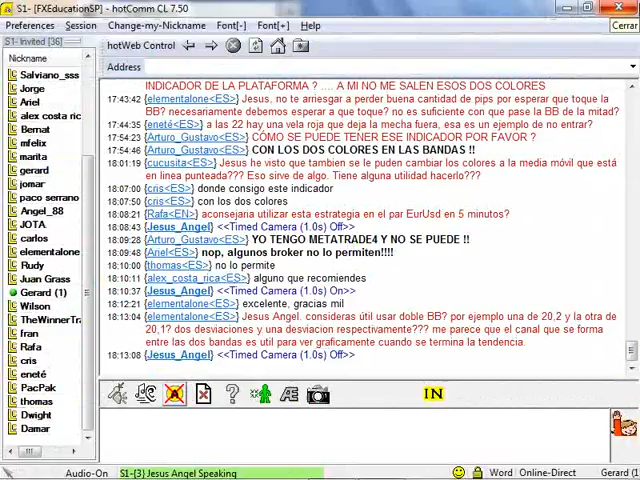 S1- [FXEducationSP] - hotComm CL 7.50
Preferences Session Change-my-Nickname Font[-] Font[+] Help
Cerrar
S1- Invited [36]
hotWeb Control
Nickname
Address
Salviano_sss
Jorge
Ariel
alex costa ric
Bernat
mfelix
marita
gerard
jomar
paco serrano
Angel_88
JOTA
carlos
elementalone
Rudy
Juan Grass
Gerard (1)
Wilson
TheWinnerTra
fran
Rafa
cris
eneté
PacPak
thomas
Dwight
Damar
INDICADOR DE LA PLATAFORMA ? .... A MI NO ME SALEN ESOS DOS COLORES
17:43:42 {elementalone<ES>} Jesus, no te arriesgar a perder buena cantidad de pips por esperar que toque la
BB? necesariamente debemos esperar a que toque? no es suficiente con que pase la BB de la mitad?
17:44:35 {eneté<ES>} a las 22 hay una vela roja que deja la mecha fuera, esa es un ejemplo de no entrar?
17:54:23 {Arturo_Gustavo<ES>} CÓMO SE PUEDE TENER ESE INDICADOR POR FAVOR ?
17:54:46 {Arturo_Gustavo<ES>} CON LOS DOS COLORES EN LAS BANDAS !!
18:01:19 {cucusita<ES>} Jesus he visto que tambien se le puden cambiar los colores a la media móvil que está
en linea punteada??? Eso sirve de algo. Tiene alguna utilidad hacerlo???
18:07:00 {cris<ES>} donde consigo este indicador
18:07:50 {cris<ES>} con los dos colores
18:08:21 {Rafa<EN>} aconsejaria utilizar esta estrategia en el par EurUsd en 5 minutos?
18:08:43 {Jesus_Angel} <<Timed Camera (1.0s) Off>>
18:09:28 {Arturo_Gustavo<ES>} YO TENGO METATRADE4 Y NO SE PUEDE !!
18:09:48 {Ariel<ES>} nop, algunos broker no lo permiten!!!!
18:10:00 {thomas<ES>} no lo permite
18:10:11 {alex_costa_rica<ES>} alguno que recomiendes
18:10:37 {Jesus_Angel} <<Timed Camera (1.0s) On>>
18:12:21 {elementalone<ES>} excelente, gracias mil
18:13:04 {elementalone<ES>} Jesus Angel. consideras útil usar doble BB? por ejemplo una de 20,2 y la otra de
20,1? dos desviaciones y una desviacion respectivamente??? me parece que el canal que se forma
entre las dos bandas es util para ver graficamente cuando se termina la tendencia.
18:13:08 {Jesus_Angel} <<Timed Camera (1.0s) Off>>
IN
Audio-On S1-{3} Jesus Angel Speaking Word Online-Direct Gerard (1